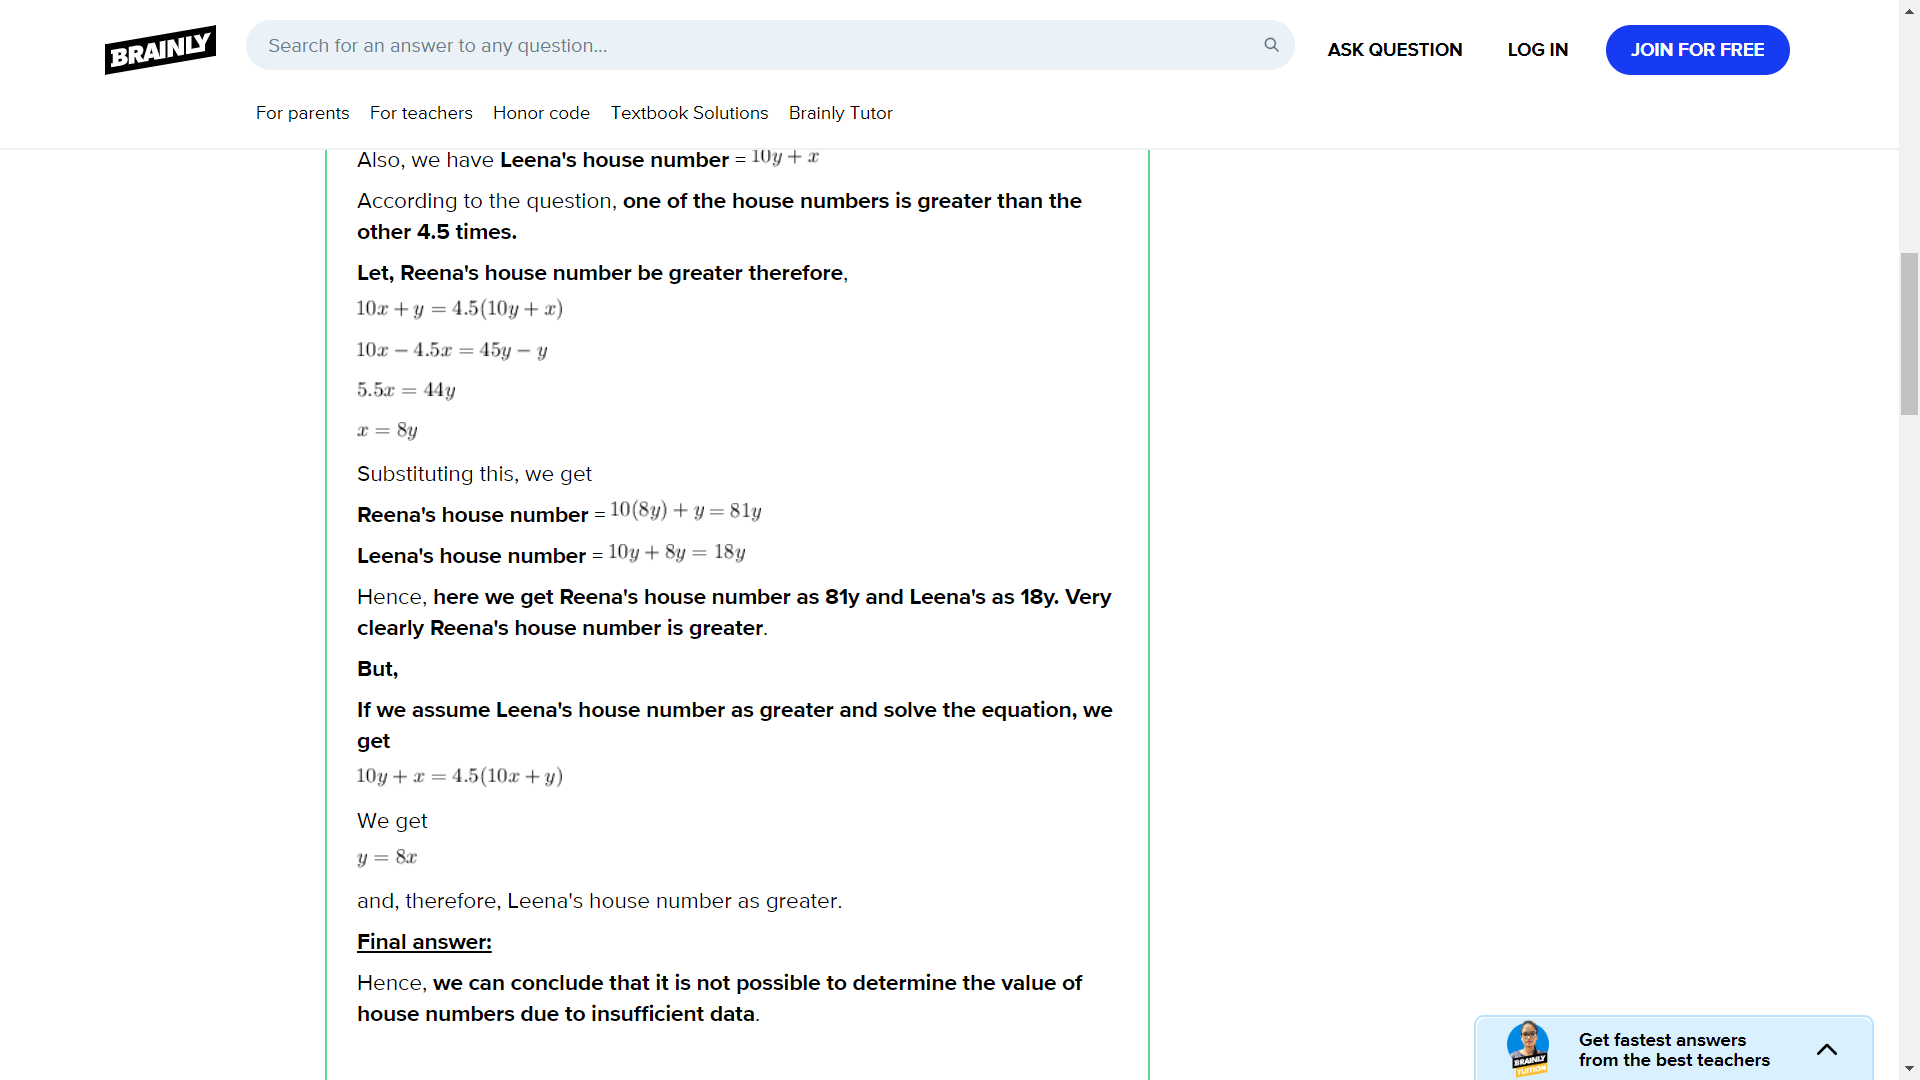 BRAINLY
Search for an answer to any question...
ASK QUESTION
LOG IN
JOIN FOR FREE
For parents
For teachers
Honor code
Textbook Solutions
Brainly Tutor
Also, we have Leena's house number = 10y + x
According to the question, one of the house numbers is greater than the
other 4.5 times.
Let, Reena's house number be greater therefore,
10x + y = 4.5(10y + x)
10x − 4.5x = 45y − y
5.5x = 44y
x = 8y
Substituting this, we get
Reena's house number = 10(8y) + y = 81y
Leena's house number = 10y + 8y = 18y
Hence, here we get Reena's house number as 81y and Leena's as 18y. Very
clearly Reena's house number is greater.
But,
If we assume Leena's house number as greater and solve the equation, we
get
10y + x = 4.5(10x + y)
We get
y = 8x
and, therefore, Leena's house number as greater.
Final answer:
Hence, we can conclude that it is not possible to determine the value of
house numbers due to insufficient data.
BRAINLY
TUITION
Get fastest answers
from the best teachers